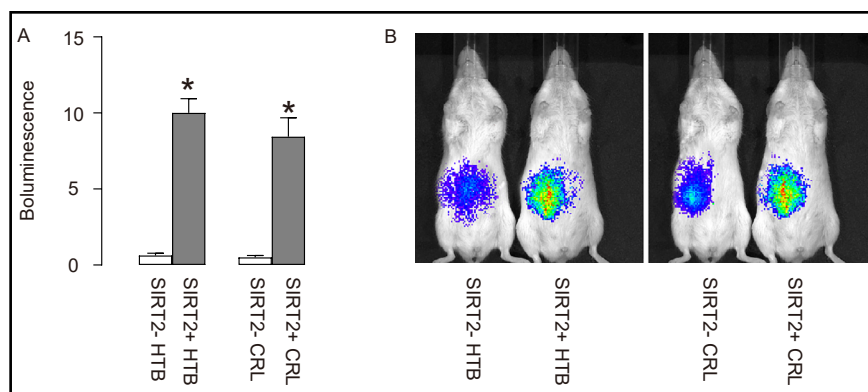 A
15
10
5
0
Boluminescence
*
*
SIRT2- HTB
SIRT2+ HTB
SIRT2- CRL
SIRT2+ CRL
B
SIRT2- HTB
SIRT2+ HTB
SIRT2- CRL
SIRT2+ CRL